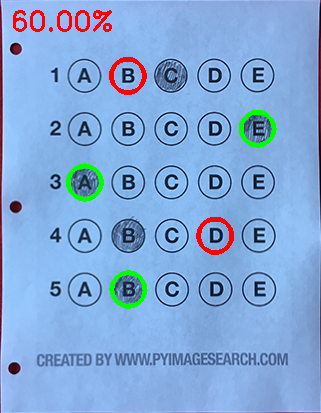 60.00%
1 A B C D E
2 A B C D E
3 A B C D E
4 A B C D E
5 A B C D E
CREATED BY WWW.PYIMAGESEARCH.COM